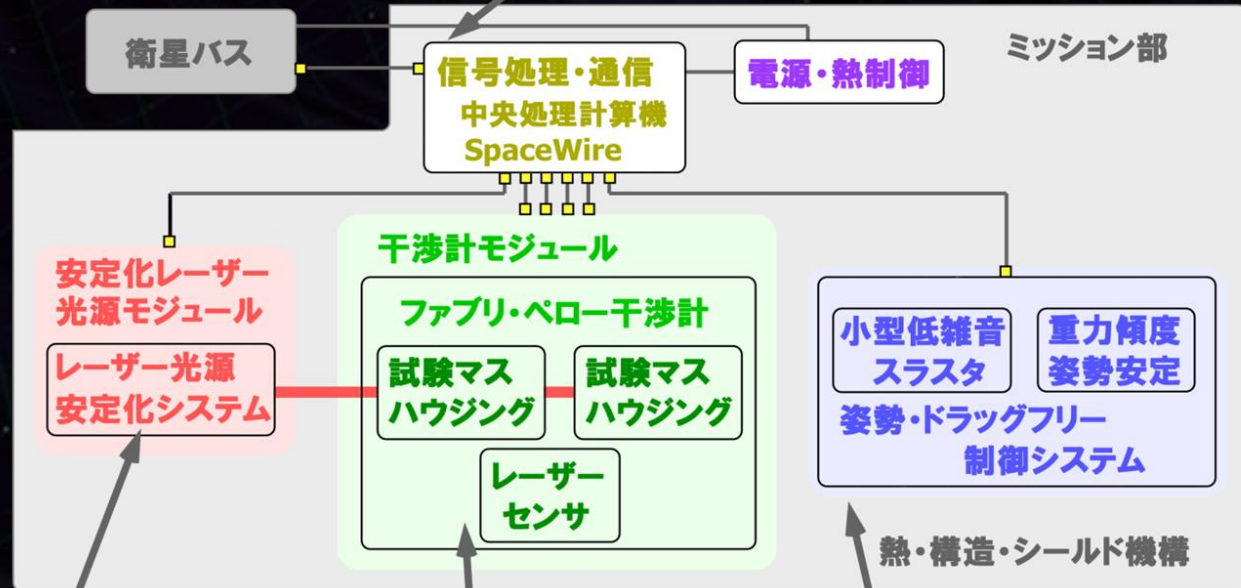 衛星バス
信号処理・通信
中央処理計算機
SpaceWire
電源・熱制御
ミッション部
安定化レーザー
光源モジュール
レーザー光源
安定化システム
干渉計モジュール
ファブリ・ペロー干渉計
試験マス
ハウジング
試験マス
ハウジング
レーザー
センサ
小型低雑音
スラスタ
重力傾度
姿勢安定
姿勢・ドラッグフリー
制御システム
熱・構造・シールド機構